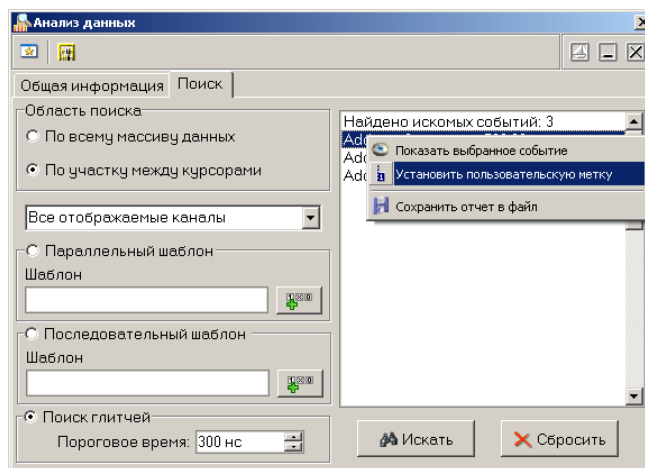 Анализ данных
Общая информация
Поиск
Область поиска
По всему массиву данных
По участку между курсорами
Все отображаемые каналы
Параллельный шаблон
Шаблон
Последовательный шаблон
Шаблон
Поиск глитчей
Пороговое время: 300 нс
Найдено искомых событий: 3
Показать выбранное событие
Установить пользовательскую метку
Сохранить отчет в файл
Искать
Сбросить